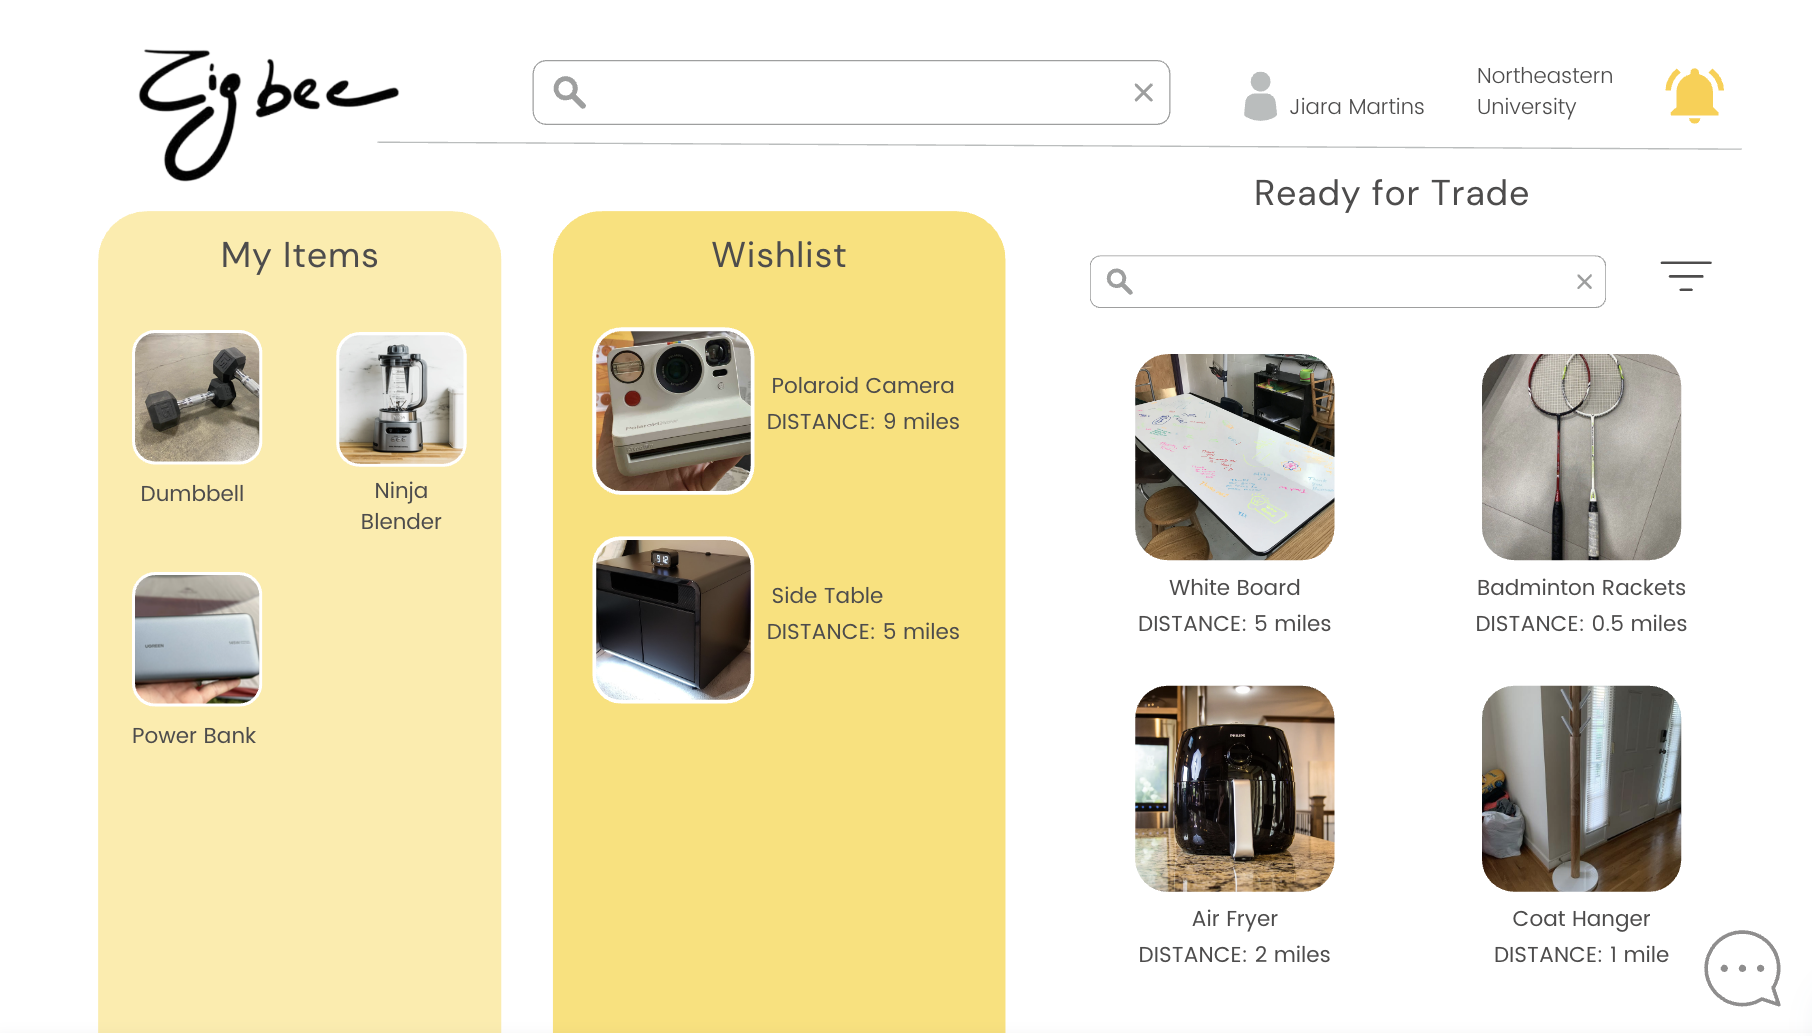 Zigbee
Jiara Martins
Northeastern
University
My Items
Dumbbell
Ninja
Blender
Power Bank
Wishlist
Polaroid Camera
DISTANCE: 9 miles
Side Table
DISTANCE: 5 miles
Ready for Trade
White Board
DISTANCE: 5 miles
Badminton Rackets
DISTANCE: 0.5 miles
PHILIPS
Air Fryer
DISTANCE: 2 miles
Coat Hanger
DISTANCE: 1 mile